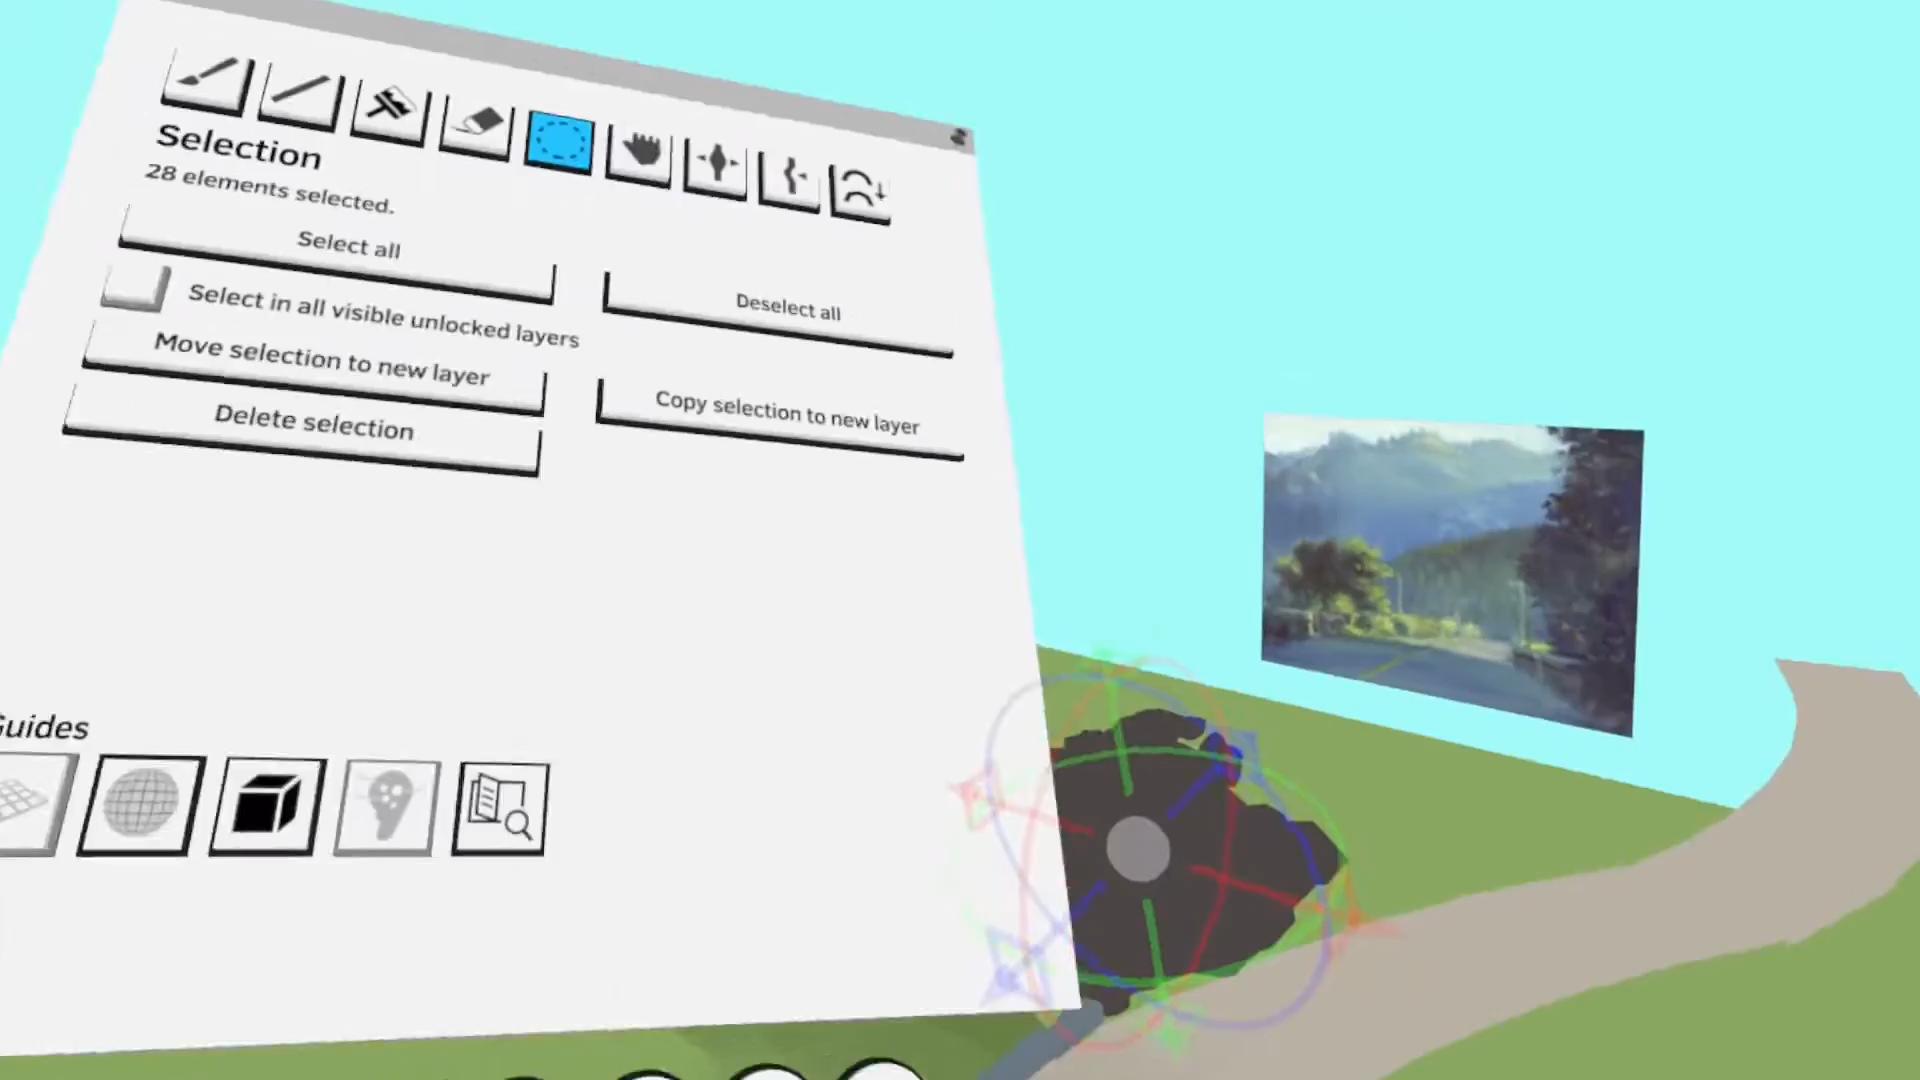 Selection
28 elements selected.
Select all
Deselect all
Select in all visible unlocked layers
Move selection to new layer
Copy selection to new layer
Delete selection
Guides